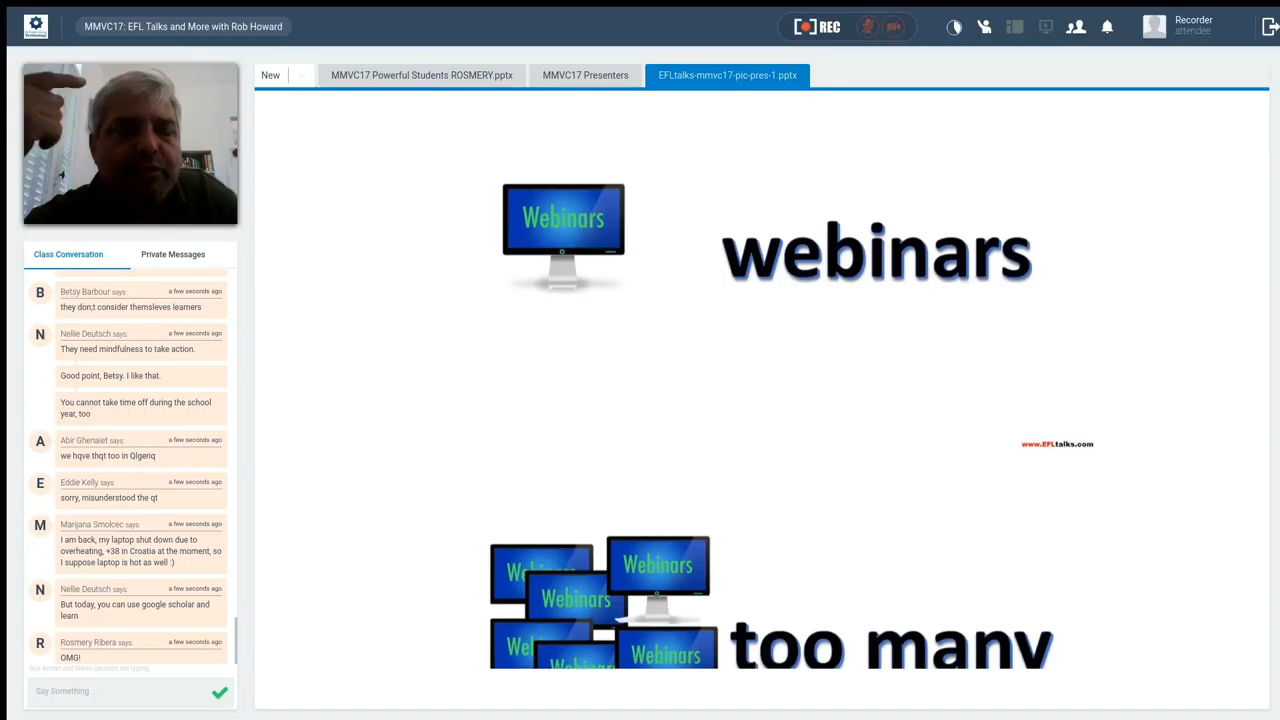 MMVC17: EFL Talks and More with Rob Howard
REC
Recorder
attendee
New
MMVC17 Powerful Students ROSMERY.pptx
MMVC17 Presenters
EFLtalks-mmvc17-pic-pres-1.pptx
Class Conversation
Private Messages
B
Betsy Barbour says:
a few seconds ago
they don;t consider themsleves learners
N
Nellie Deutsch says:
a few seconds ago
They need mindfulness to take action.
Good point, Betsy. I like that.
You cannot take time off during the school
year, too
A
Abir Ghenaiet says:
a few seconds ago
we hqve thqt too in Qlgeriq
E
Eddie Kelly says:
a few seconds ago
sorry, misunderstood the qt
M
Marijana Smolcec says:
a few seconds ago
I am back, my laptop shut down due to
overheating, +38 in Croatia at the moment, so
I suppose laptop is hot as well :)
N
Nellie Deutsch says:
a few seconds ago
But today, you can use google scholar and
learn
R
Rosmery Ribera says:
a few seconds ago
OMG!
Say Something...
Webinars
webinars
www.EFLtalks.com
Webinars
Webinars
Webinars
too many